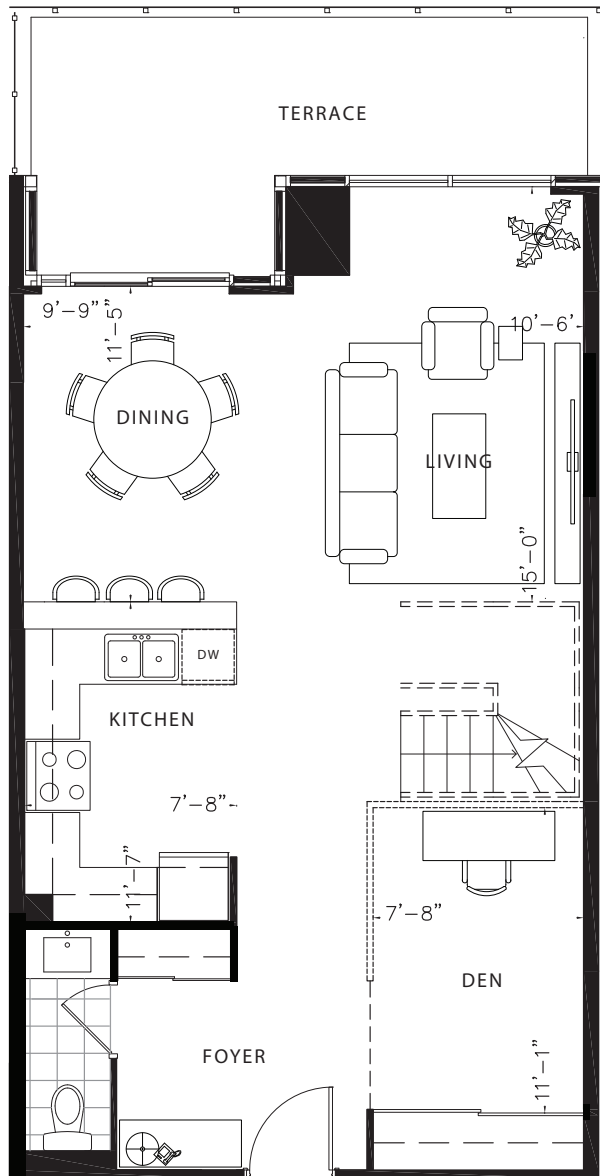 TERRACE
9'-9"
11'-5"
10'-6'
DINING
LIVING
15'-0"
DW
KITCHEN
7'-8"
11'-7"
7'-8"
DEN
FOYER
11'-1"